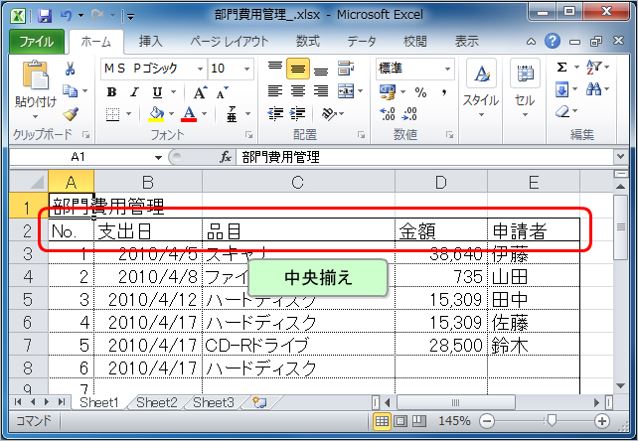 部門費用管理_.xlsx - Microsoft Excel
ファイル ホーム 挿入 ページ レイアウト 数式 データ 校閲 表示
貼り付け ＭＳ Ｐゴシック 10 標準 スタイル セル
B I U
クリップボード フォント 配置 数値 編集
A1 fx 部門費用管理
A B C D E
1 部門費用管理
2 No. 支出日 品目 金額 申請者
3 1 2010/4/5 スキャナ 38,640 伊藤
4 2 2010/4/8 ファイ 735 山田
中央揃え
5 3 2010/4/12 ハードディスク 15,309 田中
6 4 2010/4/17 ハードディスク 15,309 佐藤
7 5 2010/4/17 CD-Rドライブ 28,500 鈴木
8 6 2010/4/17 ハードディスク
9 7
Sheet1 Sheet2 Sheet3
コマンド 145%